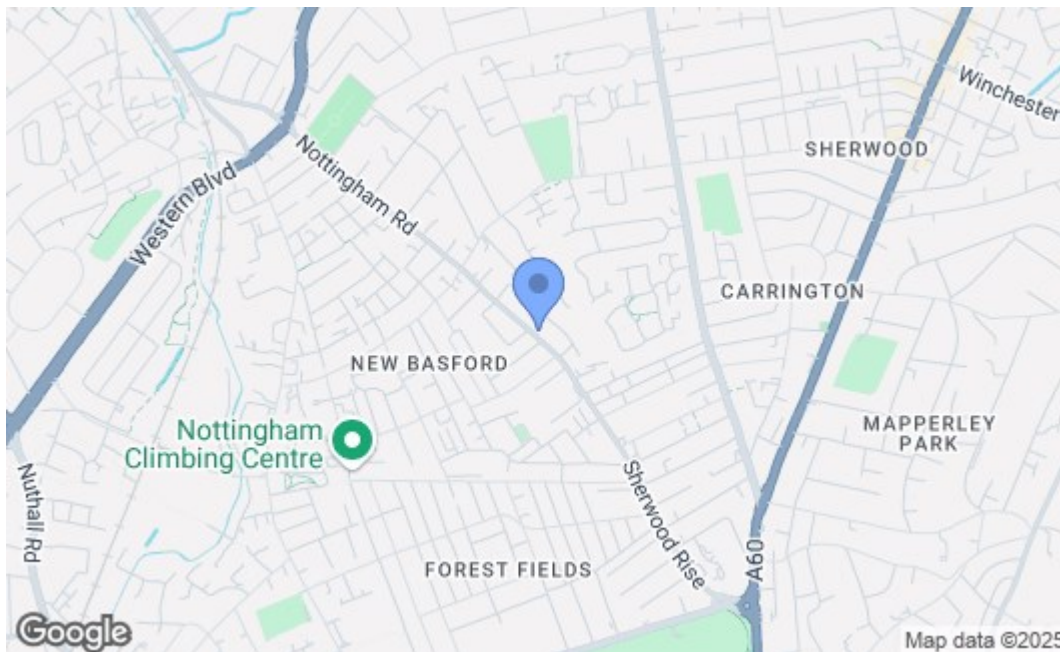 Winchester
SHERWOOD
Nottingham Rd
Western Blvd
CARRINGTON
NEW BASFORD
MAPPERLEY
PARK
Nottingham
Climbing Centre
Nuthall Rd
Sherwood Rise
A60
FOREST FIELDS
Google
Map data ©2025